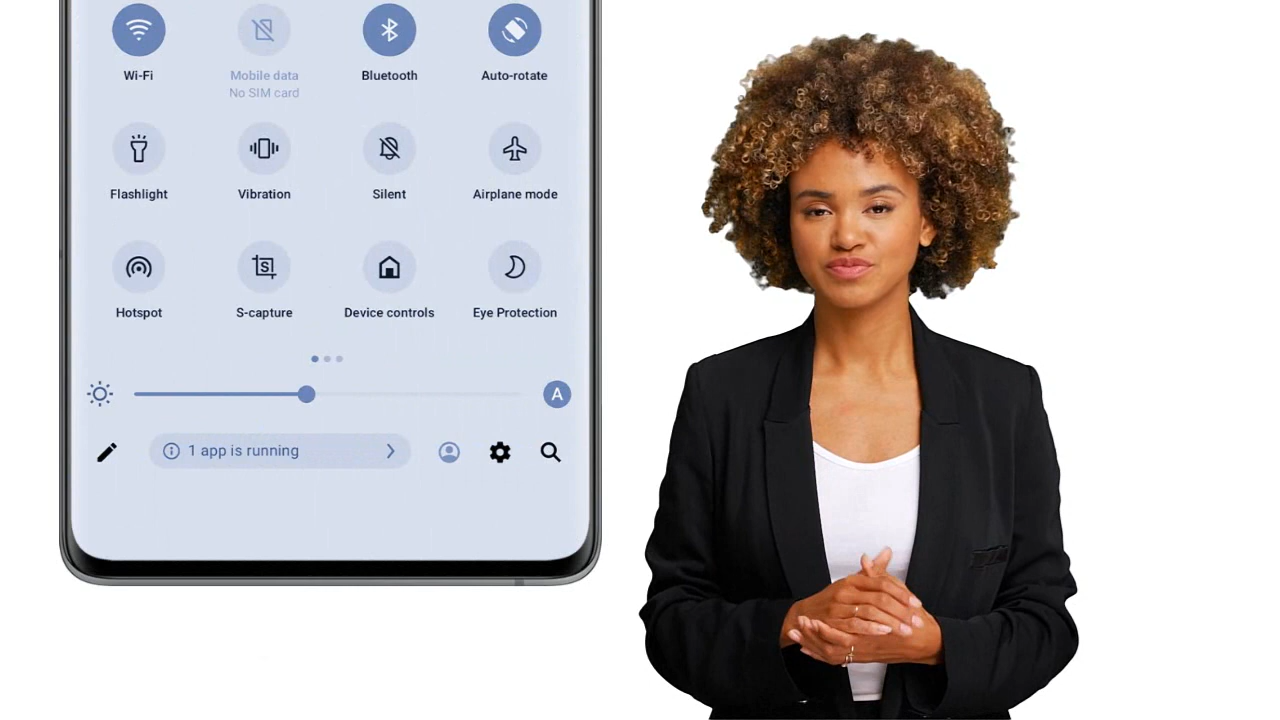 Wi-Fi
Mobile data
No SIM card
Bluetooth
Auto-rotate
Flashlight
Vibration
Silent
Airplane mode
Hotspot
S-capture
S
Device controls
Eye Protection
A
1 app is running